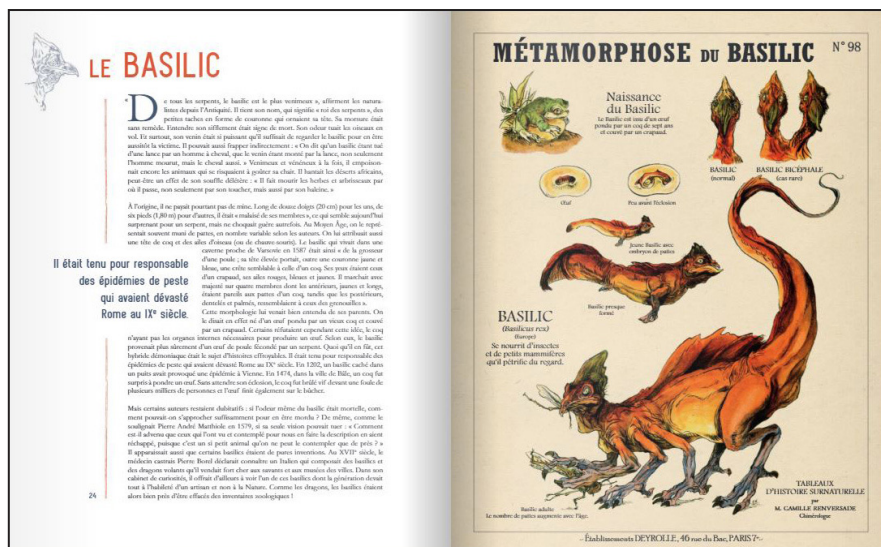 LE BASILIC
De tous les serpents, le basilic est le plus venimeux », affirment les natura-
listes depuis l'Antiquité. Il tient son nom, qui signifie « roi des serpents », des
petites taches en forme de couronne qui ornaient sa tête. Sa morsure était
sans remède. Entendre son sifflement était signe de mort. Son odeur tuait les oiseaux en
vol. Et surtout, son venin était si puissant qu'il suffisait de regarder le basilic pour en être
aussitôt la victime. Il pouvait aussi frapper indirectement : « On dit qu'un basilic étant tué
d'une lance par un homme à cheval, que le venin étant monté par la lance, non seulement
l'homme mourut, mais le cheval aussi. » Venimeux et vénéneux à la fois, il empoison-
nait encore les animaux qui se risquaient à goûter sa chair. Il hantait les déserts africains,
peut-être un effet de son souffle délétère : « Il fait mourir les herbes et arbrisseaux par
où il passe, non seulement par son toucher, mais aussi par son haleine. »
À l'origine, il ne payait pourtant pas de mine. Long de douze doigts (20 cm) pour les uns, de
six pieds (1,80 m) pour d'autres, il était « malaisé de ses membres », ce qui semble aujourd'hui
surprenant pour un serpent, mais ne choquait guère autrefois. Au Moyen Âge, on le repré-
sentait souvent muni de pattes, en nombre variable selon les auteurs. On lui attribuait aussi
une tête de coq et des ailes d'oiseau (ou de chauve-souris). Le basilic qui vivait dans une
caverne proche de Varsovie en 1587 était ainsi « de la grosseur
d'une poule ; sa tête élevée portait, outre une couronne jaune et
bleue, une crête semblable à celle d'un coq. Ses yeux étaient ceux
d'un crapaud, ses ailes rouges, bleues et jaunes. Il marchait avec
majesté sur quatre membres dont les antérieurs, jaunes et longs,
étaient pareils aux pattes d'un coq, tandis que les postérieurs,
dentelés et palmés, ressemblaient à ceux des grenouilles ».
Cette morphologie lui venait bien entendu de ses parents. On
le disait en effet né d'un œuf pondu par un vieux coq et couvé
par un crapaud. Certains réfutaient cependant cette idée, le coq
n'ayant pas les organes internes nécessaires pour produire un œuf. Selon eux, le basilic
provenait plus sûrement d'un œuf de poule fécondé par un serpent. Quoi qu'il en fût, cet
hybride démoniaque était le sujet d'histoires effroyables. Il était tenu pour responsable des
épidémies de peste qui avaient dévasté Rome au IXe siècle. En 1202, un basilic caché dans
un puits avait provoqué une épidémie à Vienne. En 1474, dans la ville de Bâle, un coq fut
surpris à pondre un œuf. Sans attendre son éclosion, le coq fut brûlé vif devant une foule de
plusieurs milliers de personnes et l'œuf finit également sur le bûcher.
Il était tenu pour responsable
des épidémies de peste
qui avaient dévasté
Rome au IXe siècle.
Mais certains auteurs restaient dubitatifs : si l'odeur même du basilic était mortelle, com-
ment pouvait-on s'approcher suffisamment pour en être mordu ? De même, comme le
soulignait Pierre André Matthiole en 1579, si sa seule vision pouvait tuer : « Comment
est-il advenu que ceux qui l'ont vu et contemplé pour nous en faire la description en aient
réchappé, puisque c'est un si petit animal qu'on ne peut le contempler que de près ? »
Il apparaissait aussi que certains basilics étaient de pures inventions. Au XVIIe siècle, le
médecin castrais Pierre Borel déclarait connaître un Italien qui composait des basilics et
des dragons volants qu'il vendait fort cher aux savants et aux musées des villes. Dans son
cabinet de curiosités, il offrait d'ailleurs à voir l'un de ces basilics dont la génération devait
tout à l'habileté d'un artisan et non à la Nature. Comme les dragons, les basilics étaient
alors bien près d'être effacés des inventaires zoologiques !
24
MÉTAMORPHOSE DU BASILIC
N° 98
Naissance
du Basilic
Le Basilic est issu d'un œuf
pondu par un coq de sept ans
et couvé par un crapaud.
BASILIC
(normal)
BASILIC BICÉPHALE
(cas rare)
Œuf
Peu avant l'éclosion
Jeune Basilic avec
embryon de pattes
Basilic presque
formé
BASILIC
(Basilicus rex)
(Europe)
Se nourrit d'insectes
et de petits mammifères
qu'il pétrifie du regard.
Basilic adulte
Le nombre de pattes augmente avec l'âge.
TABLEAUX
D'HISTOIRE SURNATURELLE
par
M. CAMILLE RENVERSADE
Chimérologue
- Établissements DEYROLLE, 46 rue du Bac, PARIS 7e -